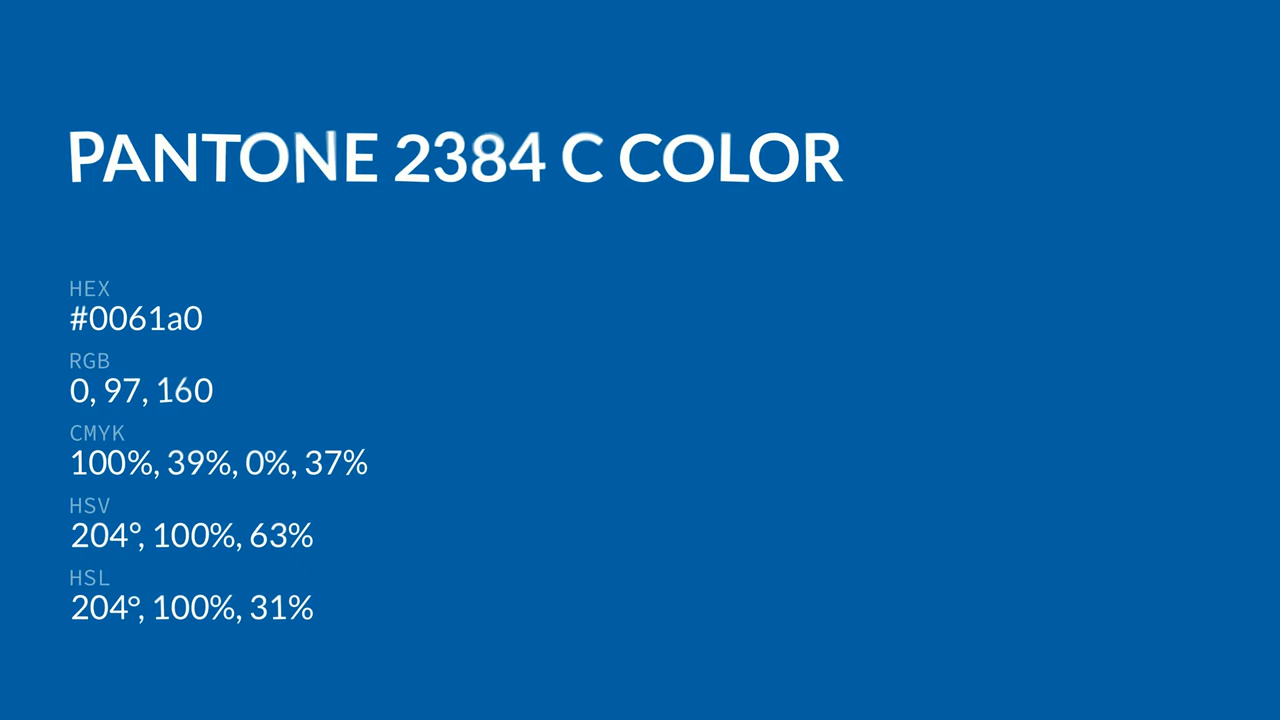 PANTONE 2384 C COLOR
HEX
#0061a0
RGB
0, 97, 160
CMYK
100%, 39%, 0%, 37%
HSV
204°, 100%, 63%
HSL
204°, 100%, 31%